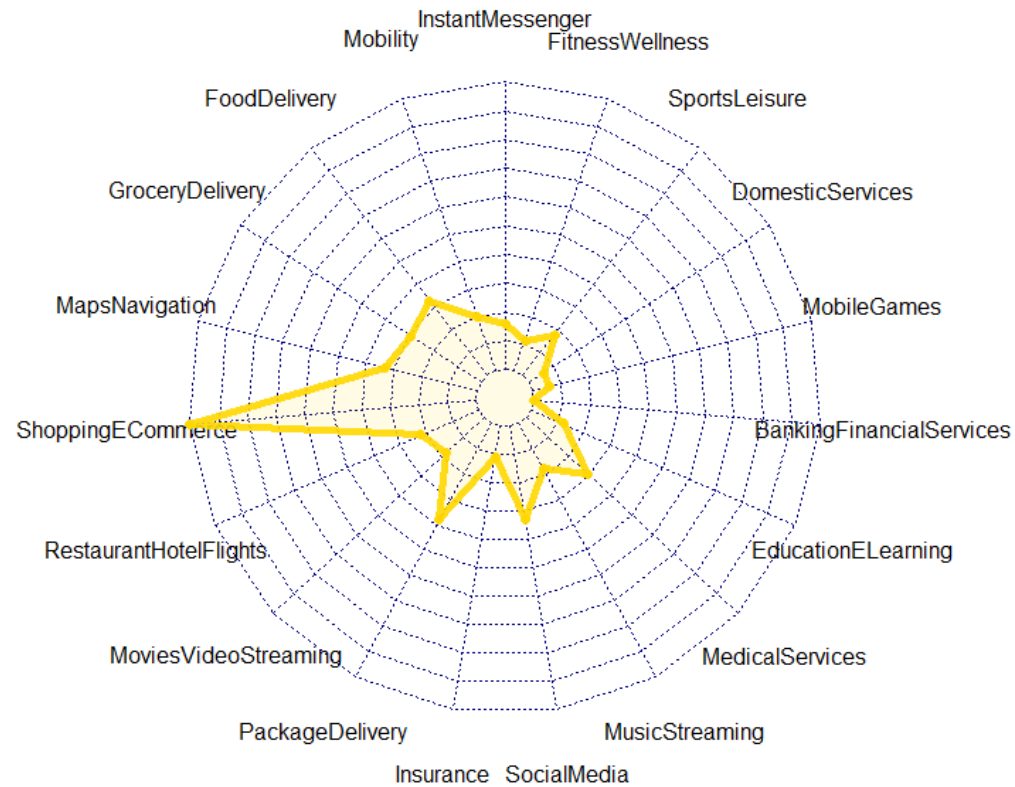 InstantMessenger
Mobility
FitnessWellness
FoodDelivery
SportsLeisure
GroceryDelivery
DomesticServices
MapsNavigation
MobileGames
ShoppingECommerce
BankingFinancialServices
RestaurantHotelFlights
EducationELearning
MoviesVideoStreaming
MedicalServices
PackageDelivery
MusicStreaming
Insurance
SocialMedia